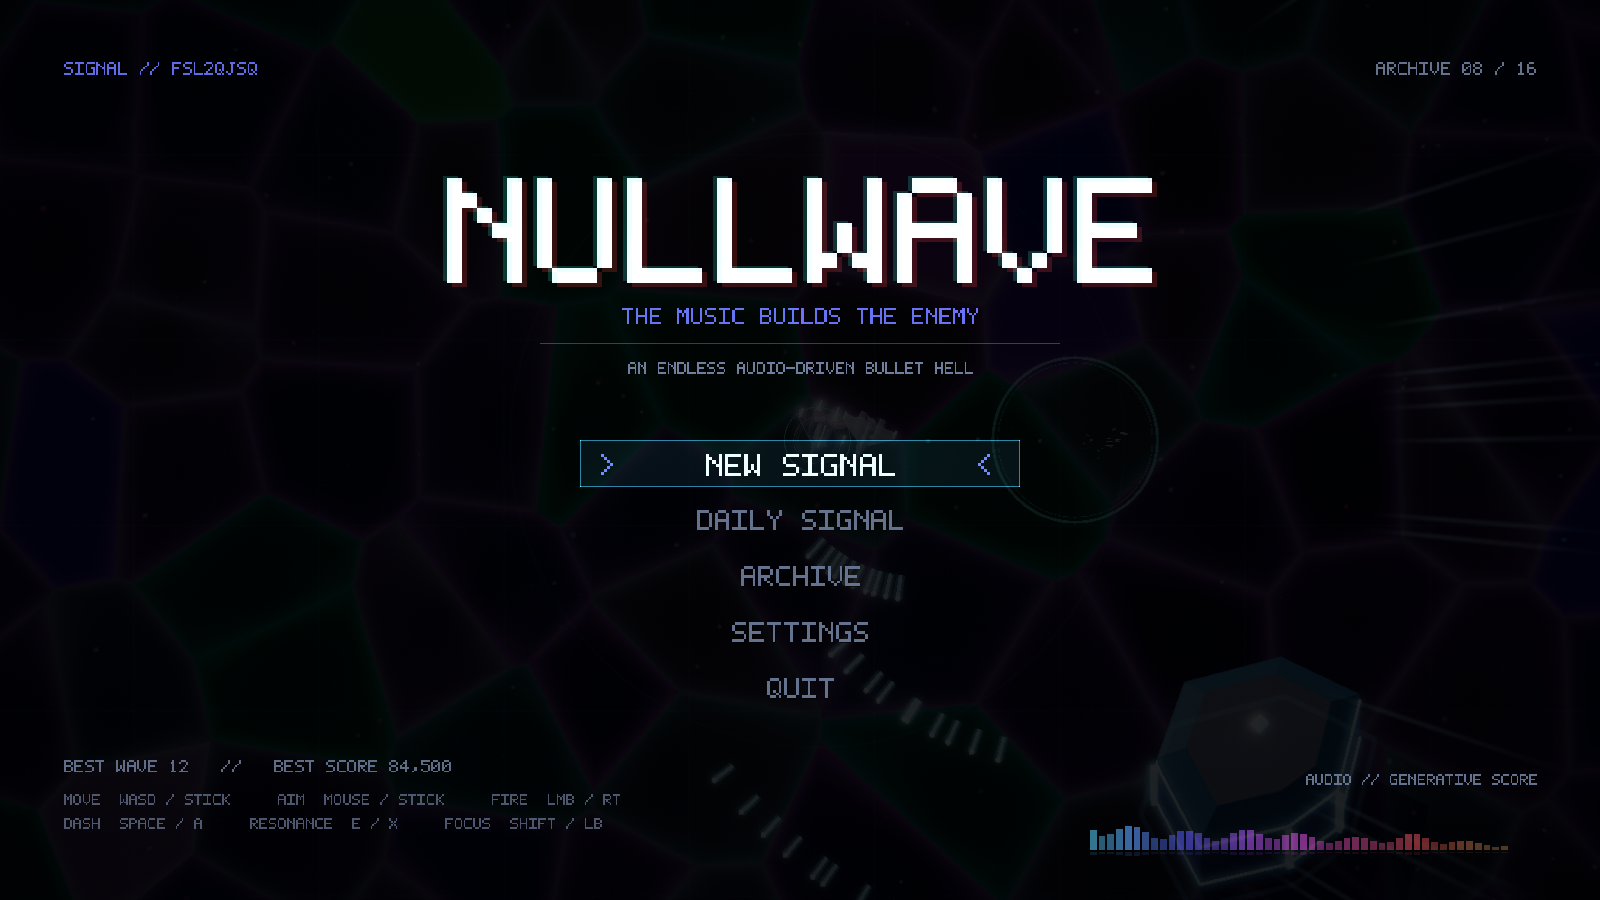 SIGNAL // FSL2QJSQ
ARCHIVE 08 / 16
NULLWAVE
THE MUSIC BUILDS THE ENEMY
AN ENDLESS AUDIO-DRIVEN BULLET HELL
> NEW SIGNAL <
DAILY SIGNAL
ARCHIVE
SETTINGS
QUIT
BEST WAVE 12 // BEST SCORE 84,500
MOVE WASD / STICK AIM MOUSE / STICK FIRE LMB / RT
DASH SPACE / A RESONANCE E / X FOCUS SHIFT / LB
AUDIO // GENERATIVE SCORE